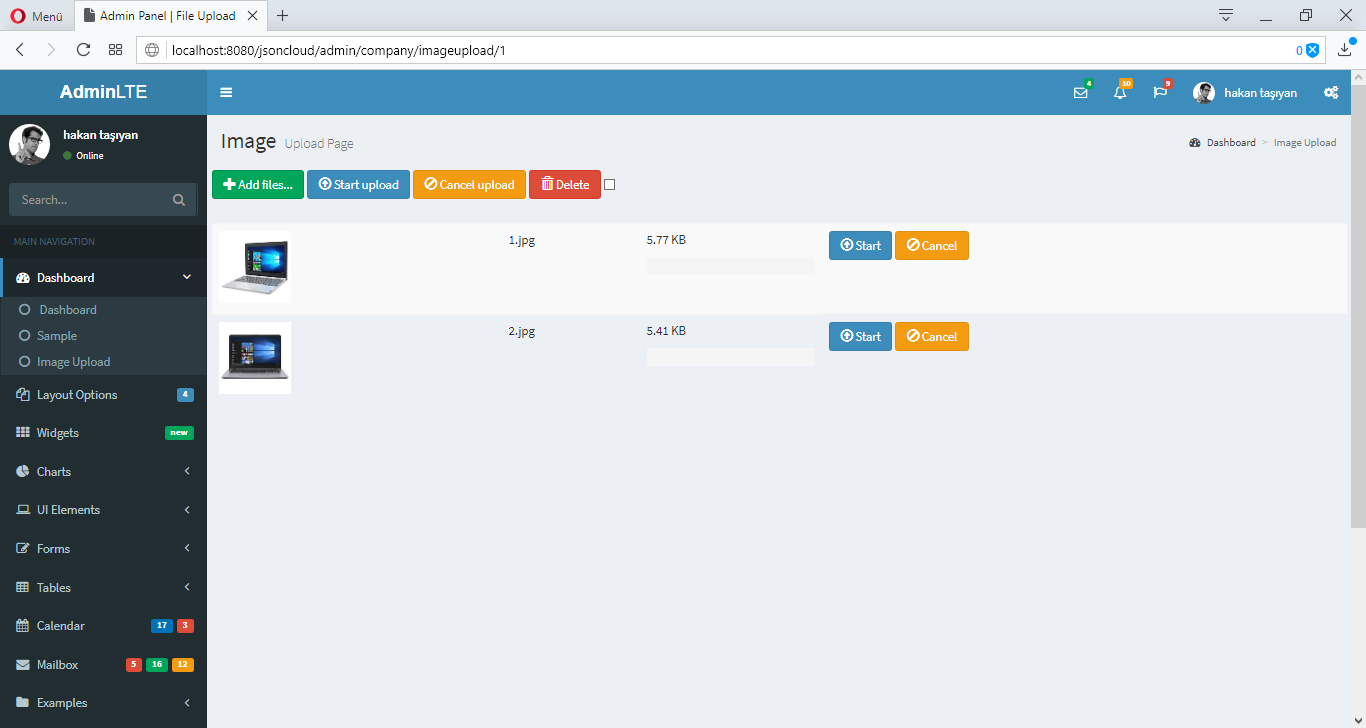 Menü
Admin Panel | File Upload
localhost:8080/jsoncloud/admin/company/imageupload/1
0
AdminLTE
4
10
9
hakan taşıyan
hakan taşıyan
Online
Image Upload Page
Dashboard > Image Upload
Search...
Add files... Start upload Cancel upload Delete
MAIN NAVIGATION
1.jpg 5.77 KB Start Cancel
2.jpg 5.41 KB Start Cancel
Dashboard
Dashboard
Sample
Image Upload
Layout Options 4
Widgets new
Charts
UI Elements
Forms
Tables
Calendar 17 3
Mailbox 5 16 12
Examples